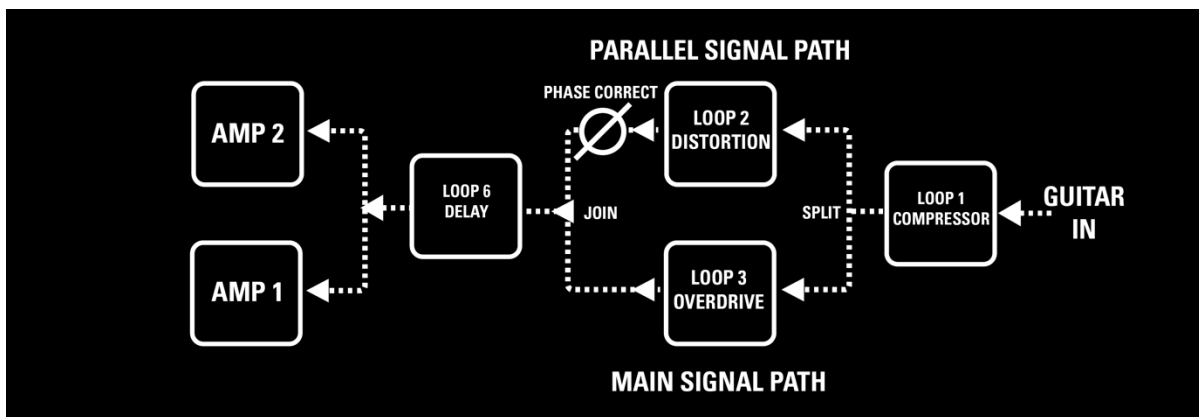 PARALLEL SIGNAL PATH
PHASE CORRECT
AMP 2
LOOP 2
DISTORTION
LOOP 6
DELAY
JOIN
SPLIT
LOOP 1
COMPRESSOR
GUITAR
IN
AMP 1
LOOP 3
OVERDRIVE
MAIN SIGNAL PATH